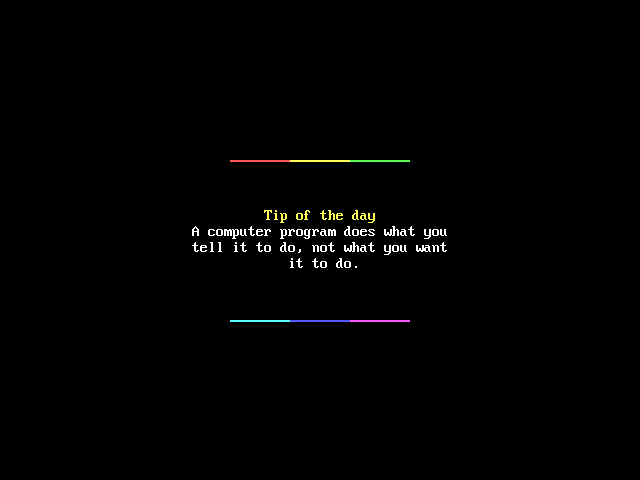 Tip of the day
A computer program does what you
tell it to do, not what you want
it to do.